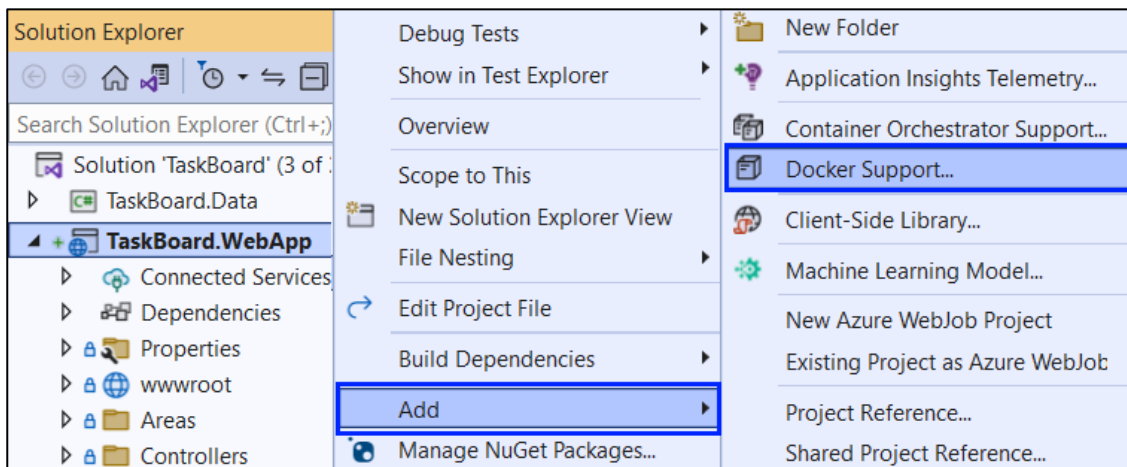 Solution Explorer
Search Solution Explorer (Ctrl+;)
Solution 'TaskBoard' (3 of
C# TaskBoard.Data
TaskBoard.WebApp
Connected Services
Dependencies
Properties
wwwroot
Areas
Controllers
Debug Tests
Show in Test Explorer
Overview
Scope to This
New Solution Explorer View
File Nesting
Edit Project File
Build Dependencies
Add
Manage NuGet Packages...
New Folder
Application Insights Telemetry...
Container Orchestrator Support...
Docker Support...
Client-Side Library...
Machine Learning Model...
New Azure WebJob Project
Existing Project as Azure WebJob
Project Reference...
Shared Project Reference...